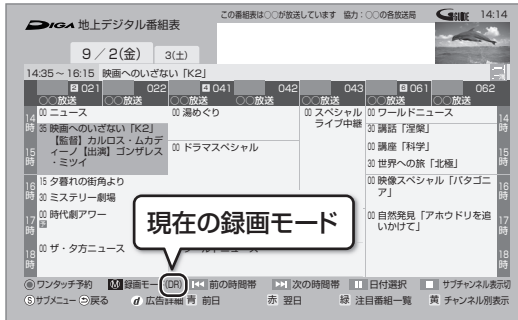 DIGA 地上デジタル番組表
この番組表は○○が放送しています 協力:○○の各放送局
GGUIDE 14:14
9/2(金) 3(土)
14:35~16:15 映画へのいざない「K2」
2 021 022 4 041 042 043 6 061 062
○○放送 ○○放送 ○○放送 ○○放送 ○○放送 ○○放送 ○○放送
14時
00 ニュース
35 映画へのいざない「K2」
【監督】カルロス・ムカデ
ィーノ【出演】ゴンザレス
・ミツイ
15 夕暮れの街角より
30 ミステリー劇場
00 時代劇アワー
00 ザ・夕方ニュース
00 湯めぐり
00 ドラマスペシャル
00 スペシャル
ライブ中継
00 ワールドニュース
30 講話「涅槃」
00 講座「科学」
30 世界への旅「北極」
00 映像スペシャル「パタゴニ
ア」
00 自然発見「アホウドリを追
いかけて」
15時
16時
17時
18時
現在の録画モード
ワンタッチ予約 M 録画モード(DR) 前の時間帯 次の時間帯 日付選択 サブチャンネル表示切
S サブメニュー 戻る d 広告詳細 青 前日 赤 翌日 緑 注目番組一覧 黄 チャンネル別表示